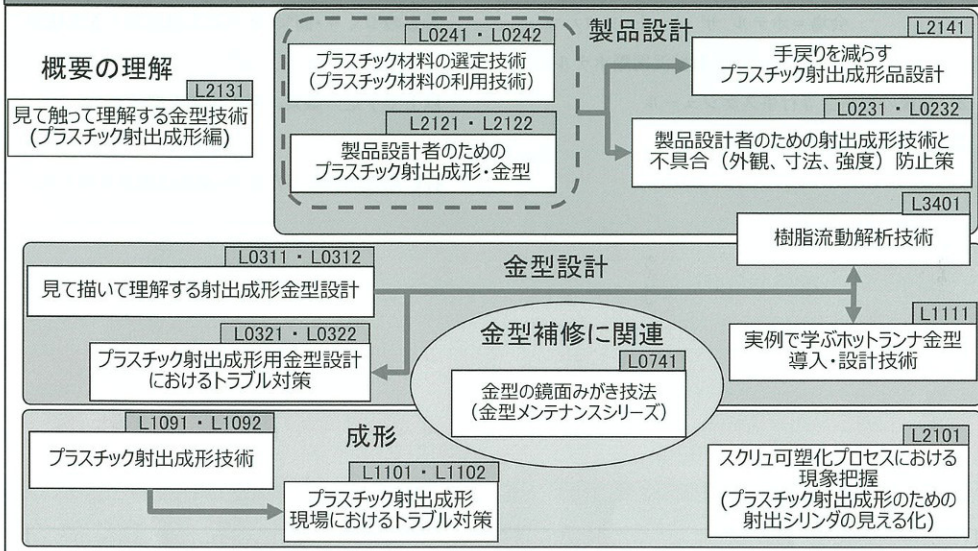 概要の理解
L2131
見て触って理解する金型技術
(プラスチック射出成形編)
製品設計
L0241・L0242
プラスチック材料の選定技術
(プラスチック材料の利用技術)
L2121・L2122
製品設計者のための
プラスチック射出成形・金型
L2141
手戻りを減らす
プラスチック射出成形品設計
L0231・L0232
製品設計者のための射出成形技術と
不具合（外観、寸法、強度）防止策
L3401
樹脂流動解析技術
金型設計
L0311・L0312
見て描いて理解する射出成形金型設計
L0321・L0322
プラスチック射出成形用金型設計
におけるトラブル対策
金型補修に関連
L0741
金型の鏡面みがき技法
（金型メンテナンスシリーズ）
L1111
実例で学ぶホットランナ金型
導入・設計技術
成形
L1091・L1092
プラスチック射出成形技術
L1101・L1102
プラスチック射出成形
現場におけるトラブル対策
L2101
スクリュ可塑化プロセスにおける
現象把握
(プラスチック射出成形のための
射出シリンダの見える化)